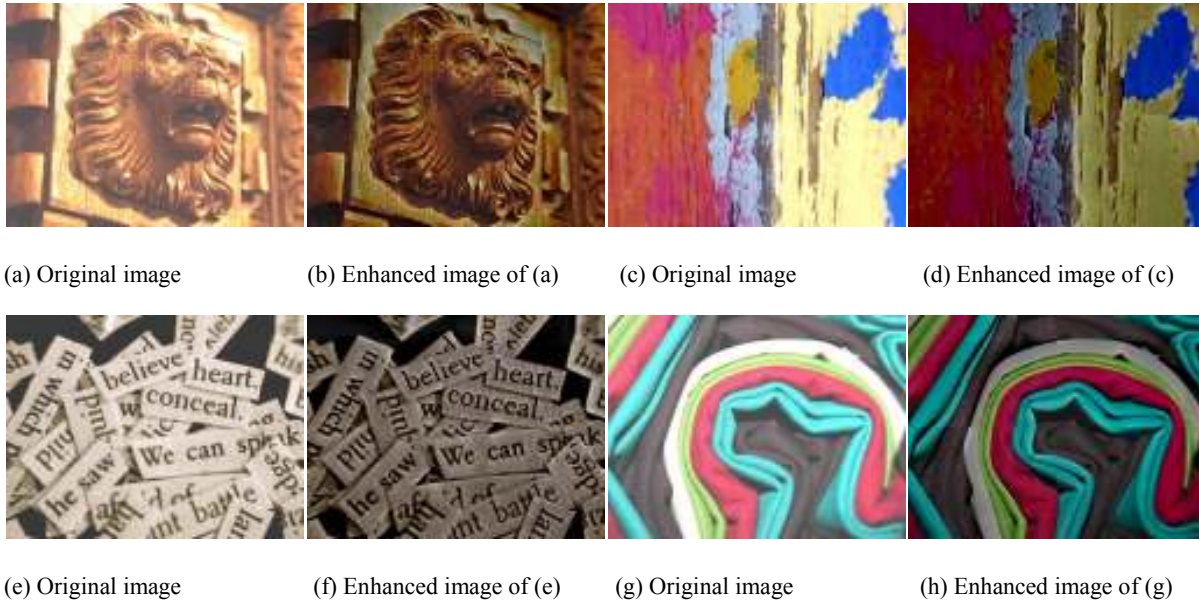 (a) Original image
(b) Enhanced image of (a)
(c) Original image
(d) Enhanced image of (c)
believe
heart.
in which
conceal.
We can
he saw
of
believe
heart.
in which
conceal.
We can
he saw
of
(e) Original image
(f) Enhanced image of (e)
(g) Original image
(h) Enhanced image of (g)